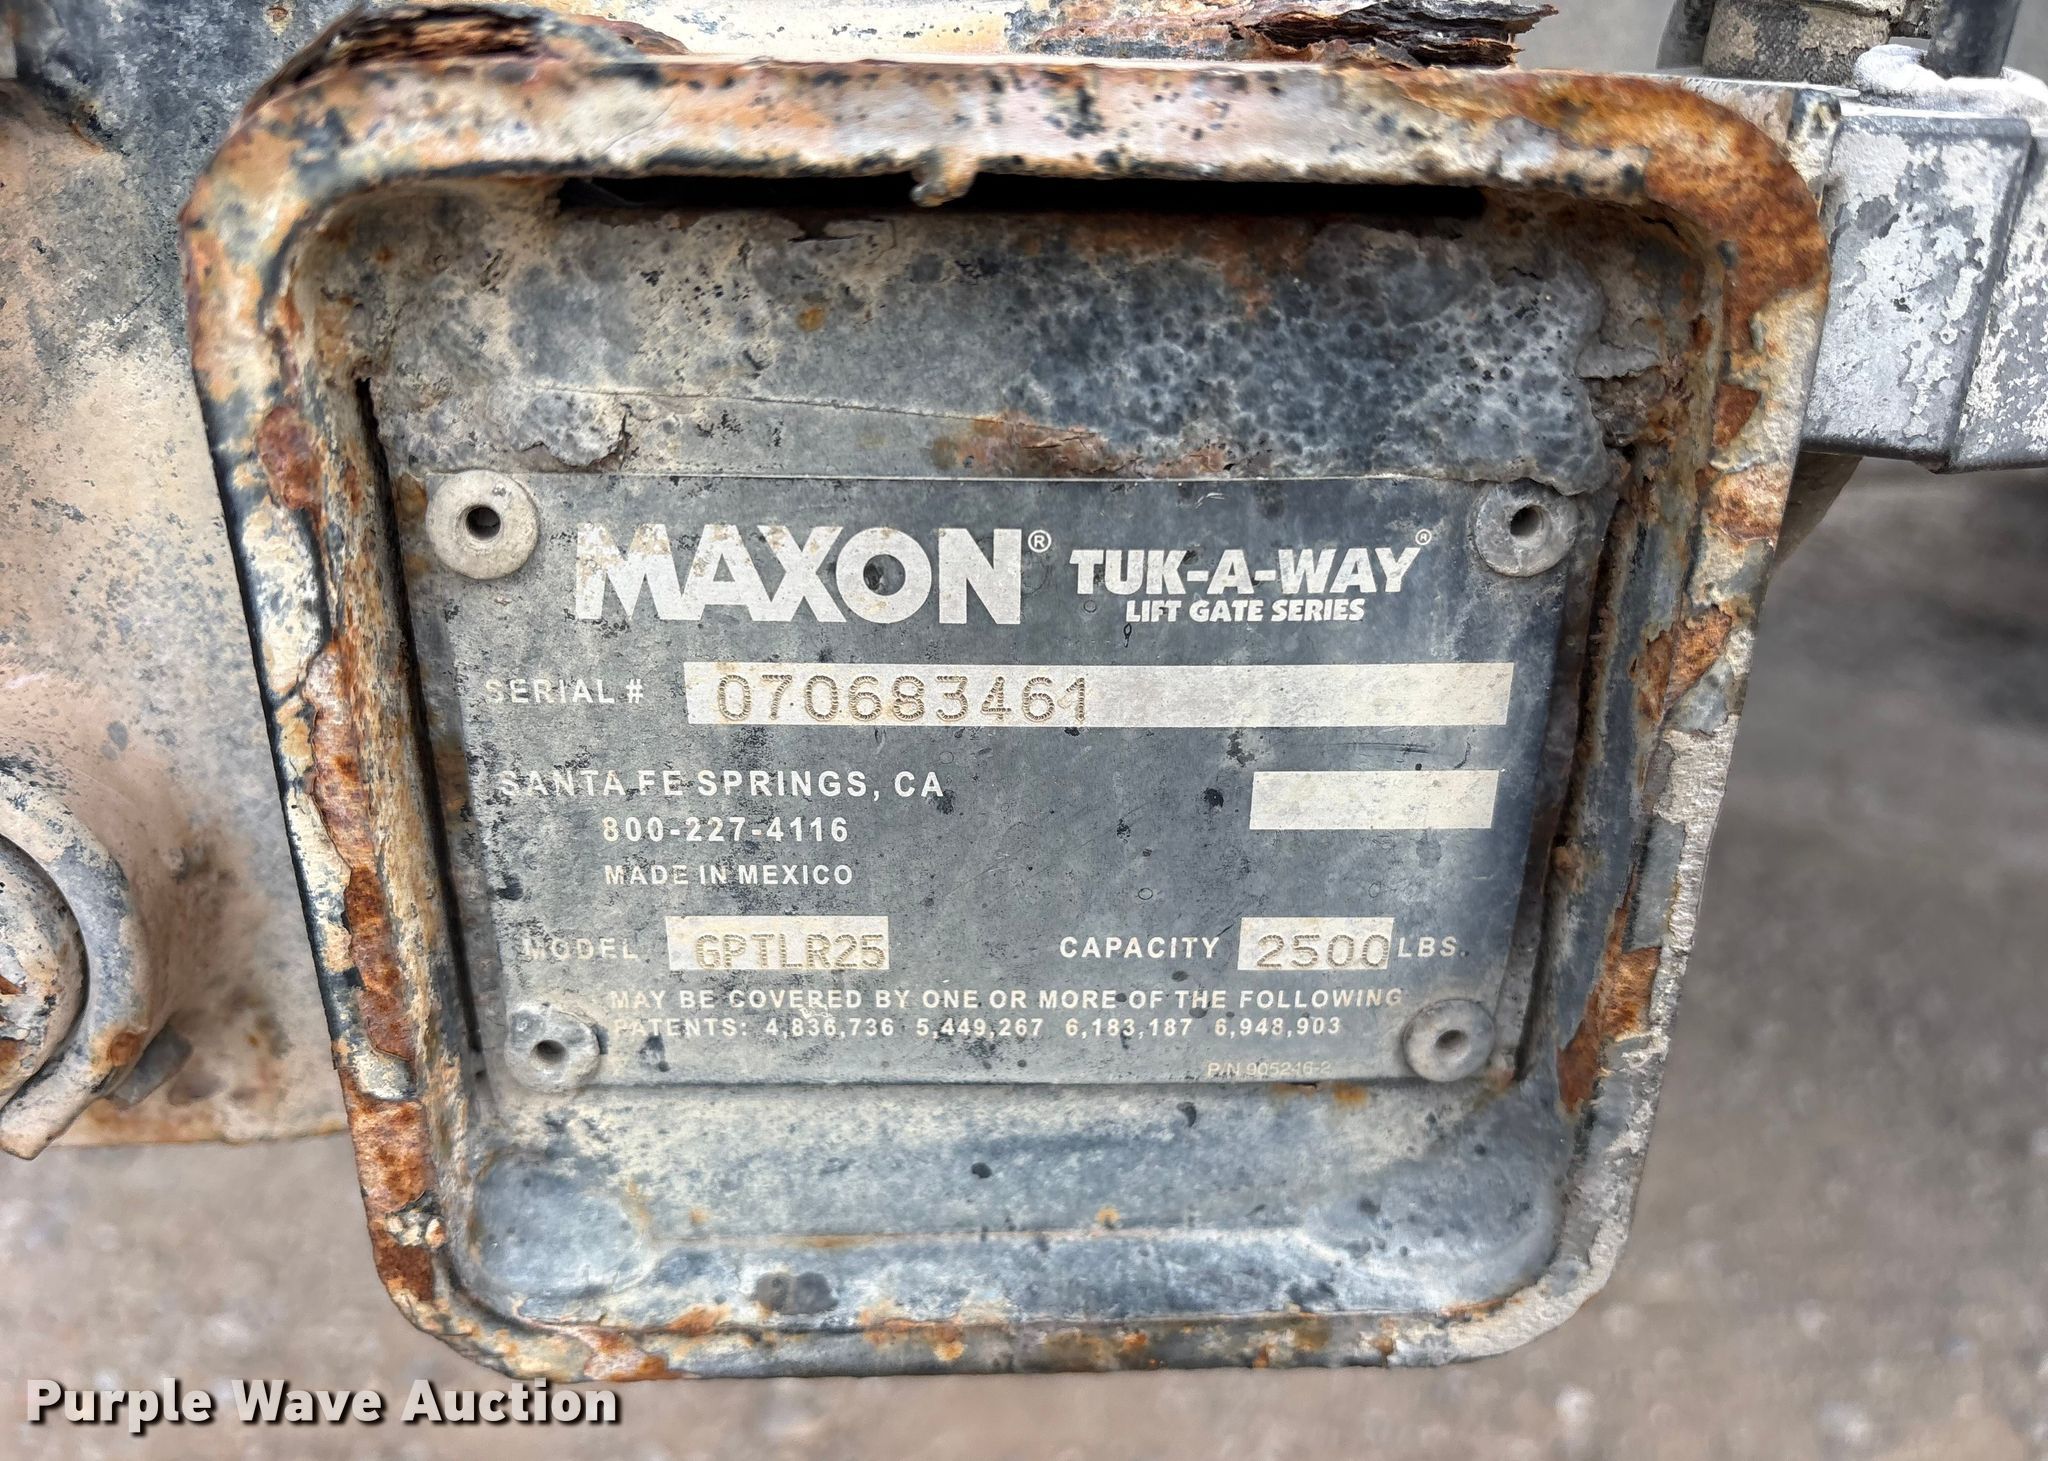 MAXON® TUK-A-WAY®
LIFT GATE SERIES
SERIAL # 070683461
SANTA FE SPRINGS, CA
800-227-4116
MADE IN MEXICO
MODEL GPTLR25 CAPACITY 2500 LBS.
MAY BE COVERED BY ONE OR MORE OF THE FOLLOWING
PATENTS: 4,836,736 5,449,267 6,183,187 6,948,903
P/N 905246-2
Purple Wave Auction